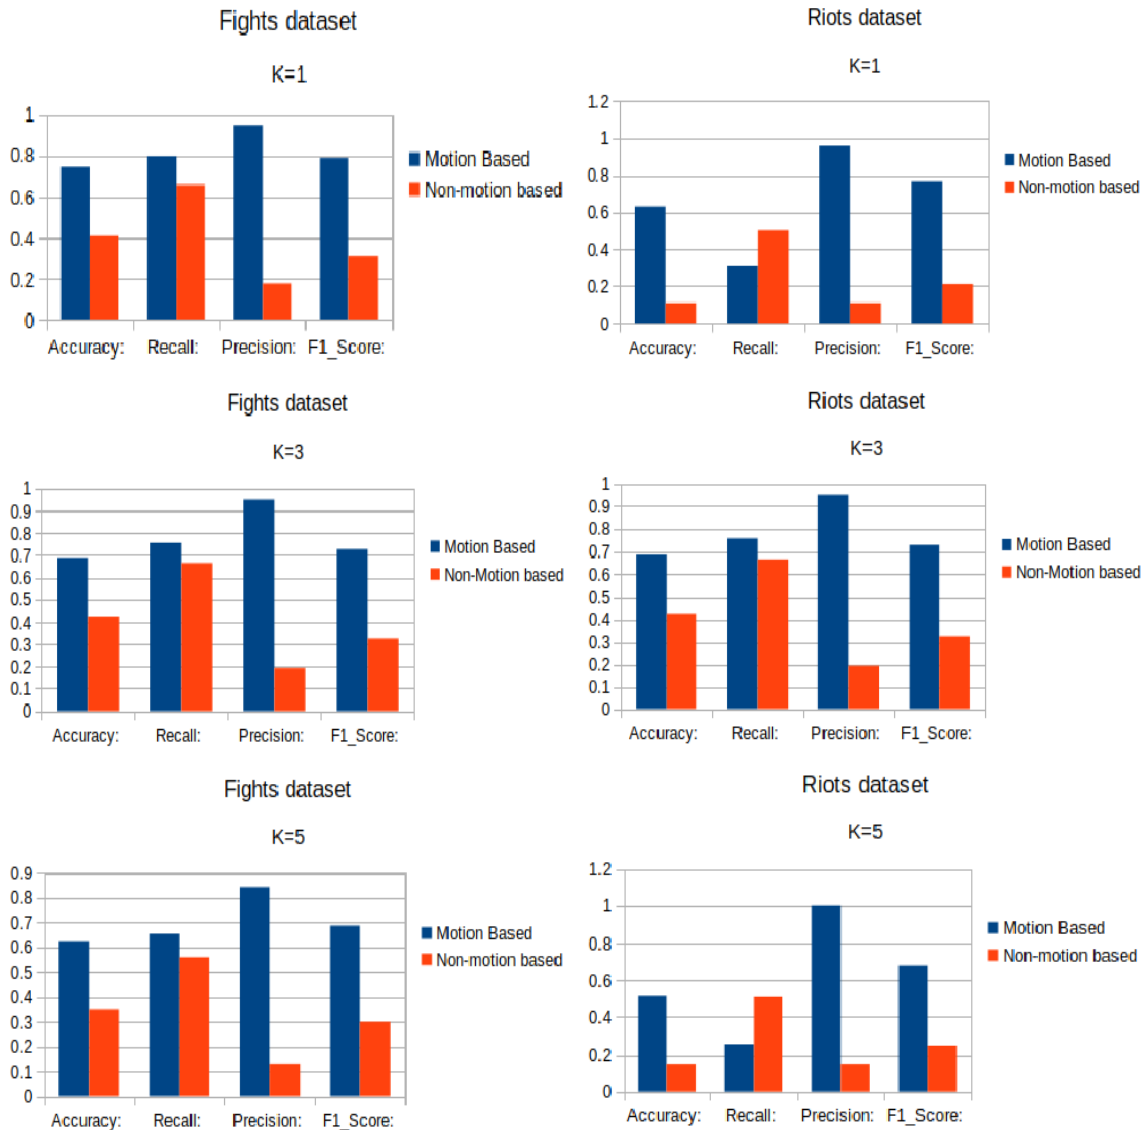 Fights dataset
K=1
1
0.8
0.6
0.4
0.2
0
Accuracy: Recall: Precision: F1_Score:
Motion Based
Non-motion based
Riots dataset
K=1
1.2
1
0.8
0.6
0.4
0.2
0
Accuracy: Recall: Precision: F1_Score:
Motion Based
Non-motion based
Fights dataset
K=3
1
0.9
0.8
0.7
0.6
0.5
0.4
0.3
0.2
0.1
0
Accuracy: Recall: Precision: F1_Score:
Motion Based
Non-Motion based
Riots dataset
K=3
1
0.9
0.8
0.7
0.6
0.5
0.4
0.3
0.2
0.1
0
Accuracy: Recall: Precision: F1_Score:
Motion Based
Non-Motion based
Fights dataset
K=5
0.9
0.8
0.7
0.6
0.5
0.4
0.3
0.2
0.1
0
Accuracy: Recall: Precision: F1_Score:
Motion Based
Non-motion based
Riots dataset
K=5
1.2
1
0.8
0.6
0.4
0.2
0
Accuracy: Recall: Precision: F1_Score:
Motion Based
Non-motion based